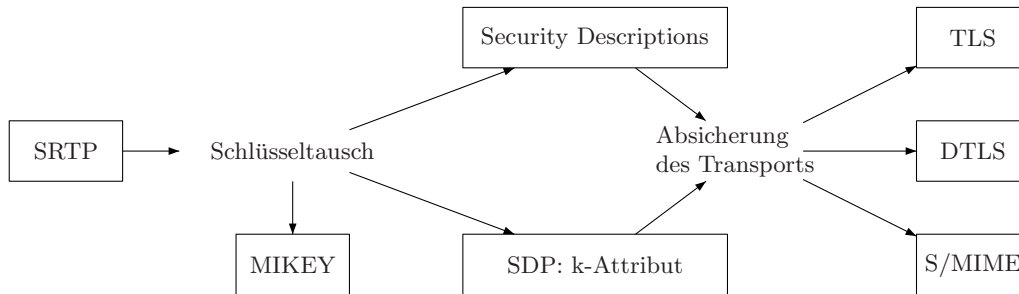 Security Descriptions
TLS
SRTP
Schlüsseltausch
Absicherung
des Transports
DTLS
MIKEY
SDP: k-Attribut
S/MIME